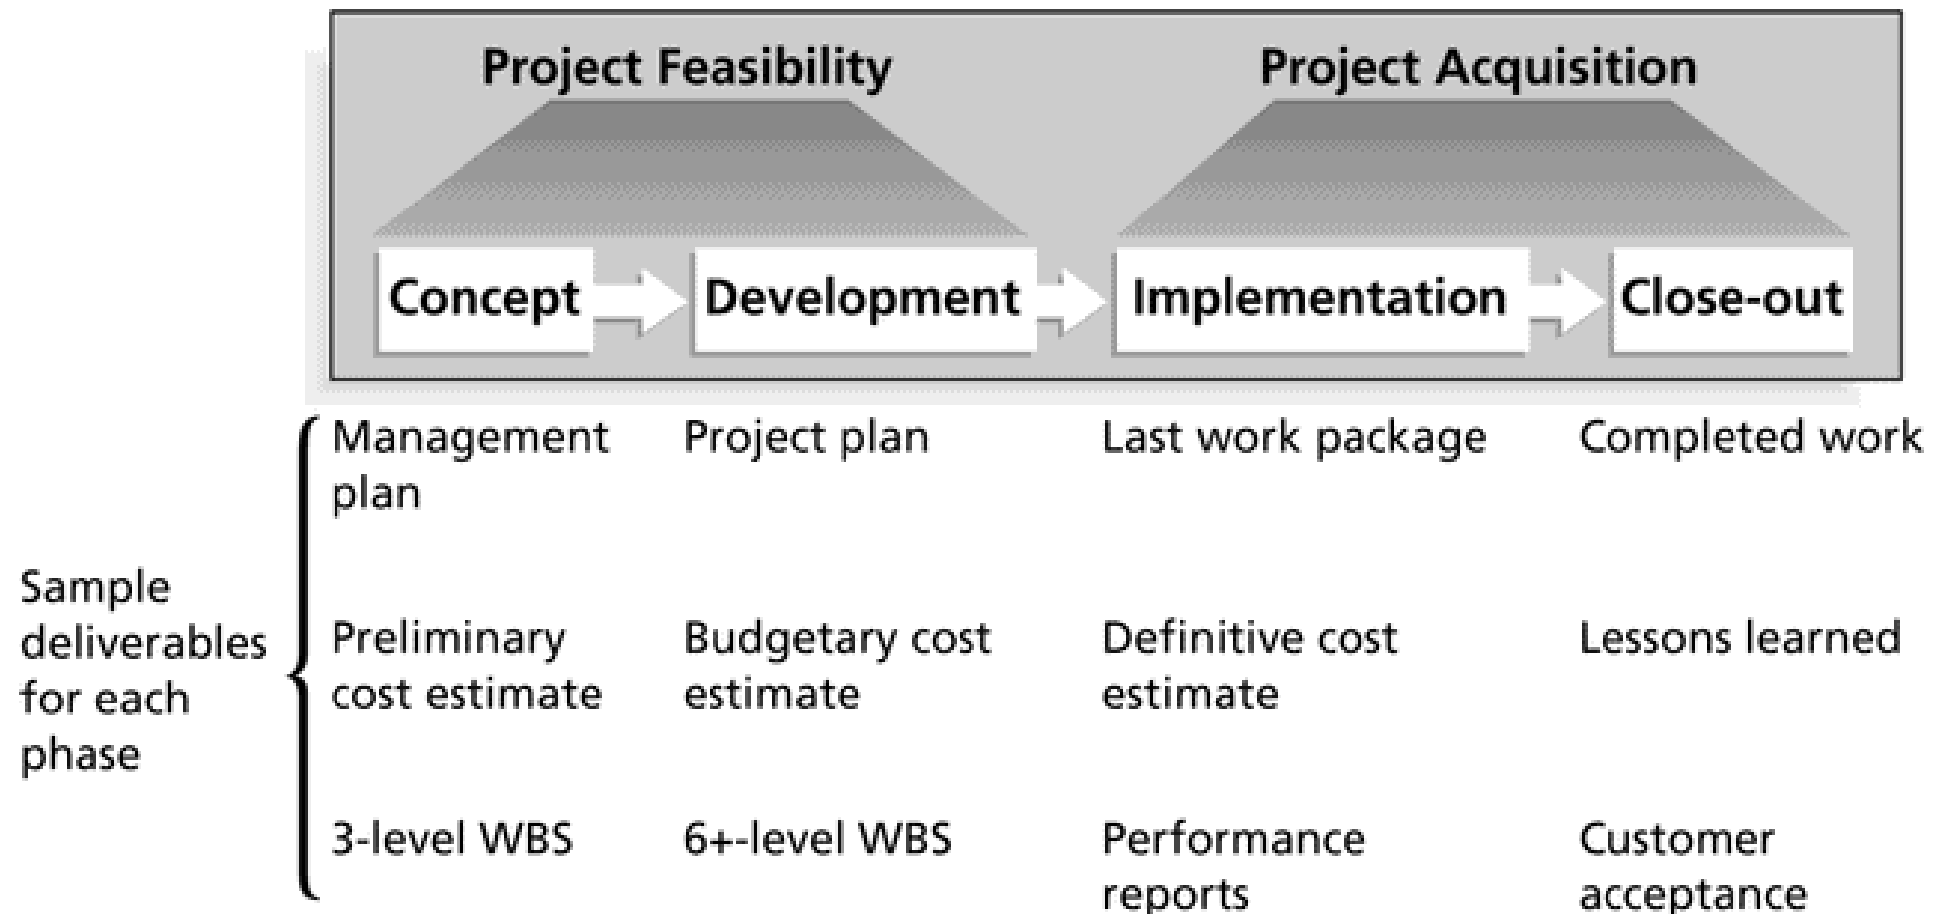 Project Feasibility
Project Acquisition
Concept
Development
Implementation
Close-out
Sample
deliverables
for each
phase
Management
plan
Project plan
Last work package
Completed work
Preliminary
cost estimate
Budgetary cost
estimate
Definitive cost
estimate
Lessons learned
3-level WBS
6+-level WBS
Performance
reports
Customer
acceptance